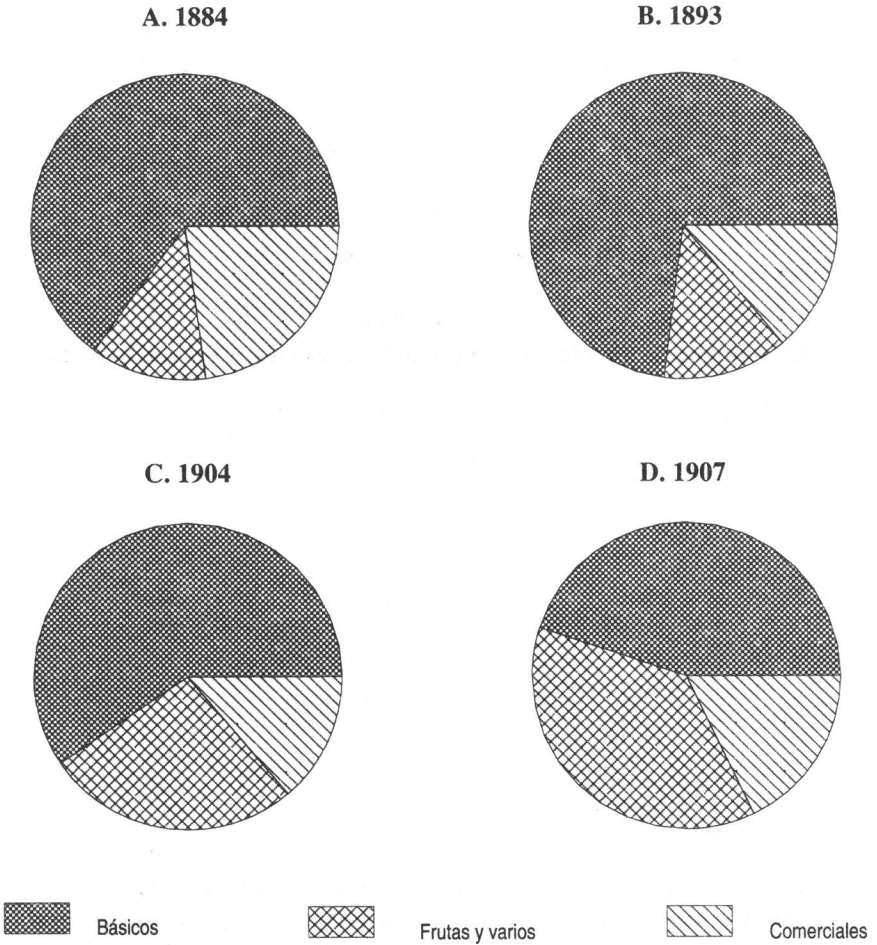 A. 1884
B. 1893
C. 1904
D. 1907
Básicos
Frutas y varios
Comerciales